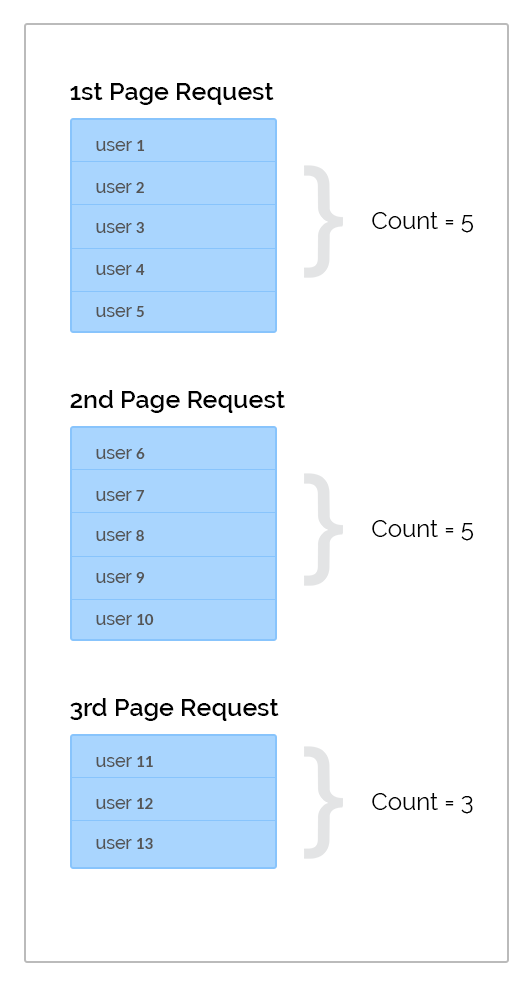 1st Page Request
user 1
user 2
user 3
user 4
user 5
Count = 5
2nd Page Request
user 6
user 7
user 8
user 9
user 10
Count = 5
3rd Page Request
user 11
user 12
user 13
Count = 3